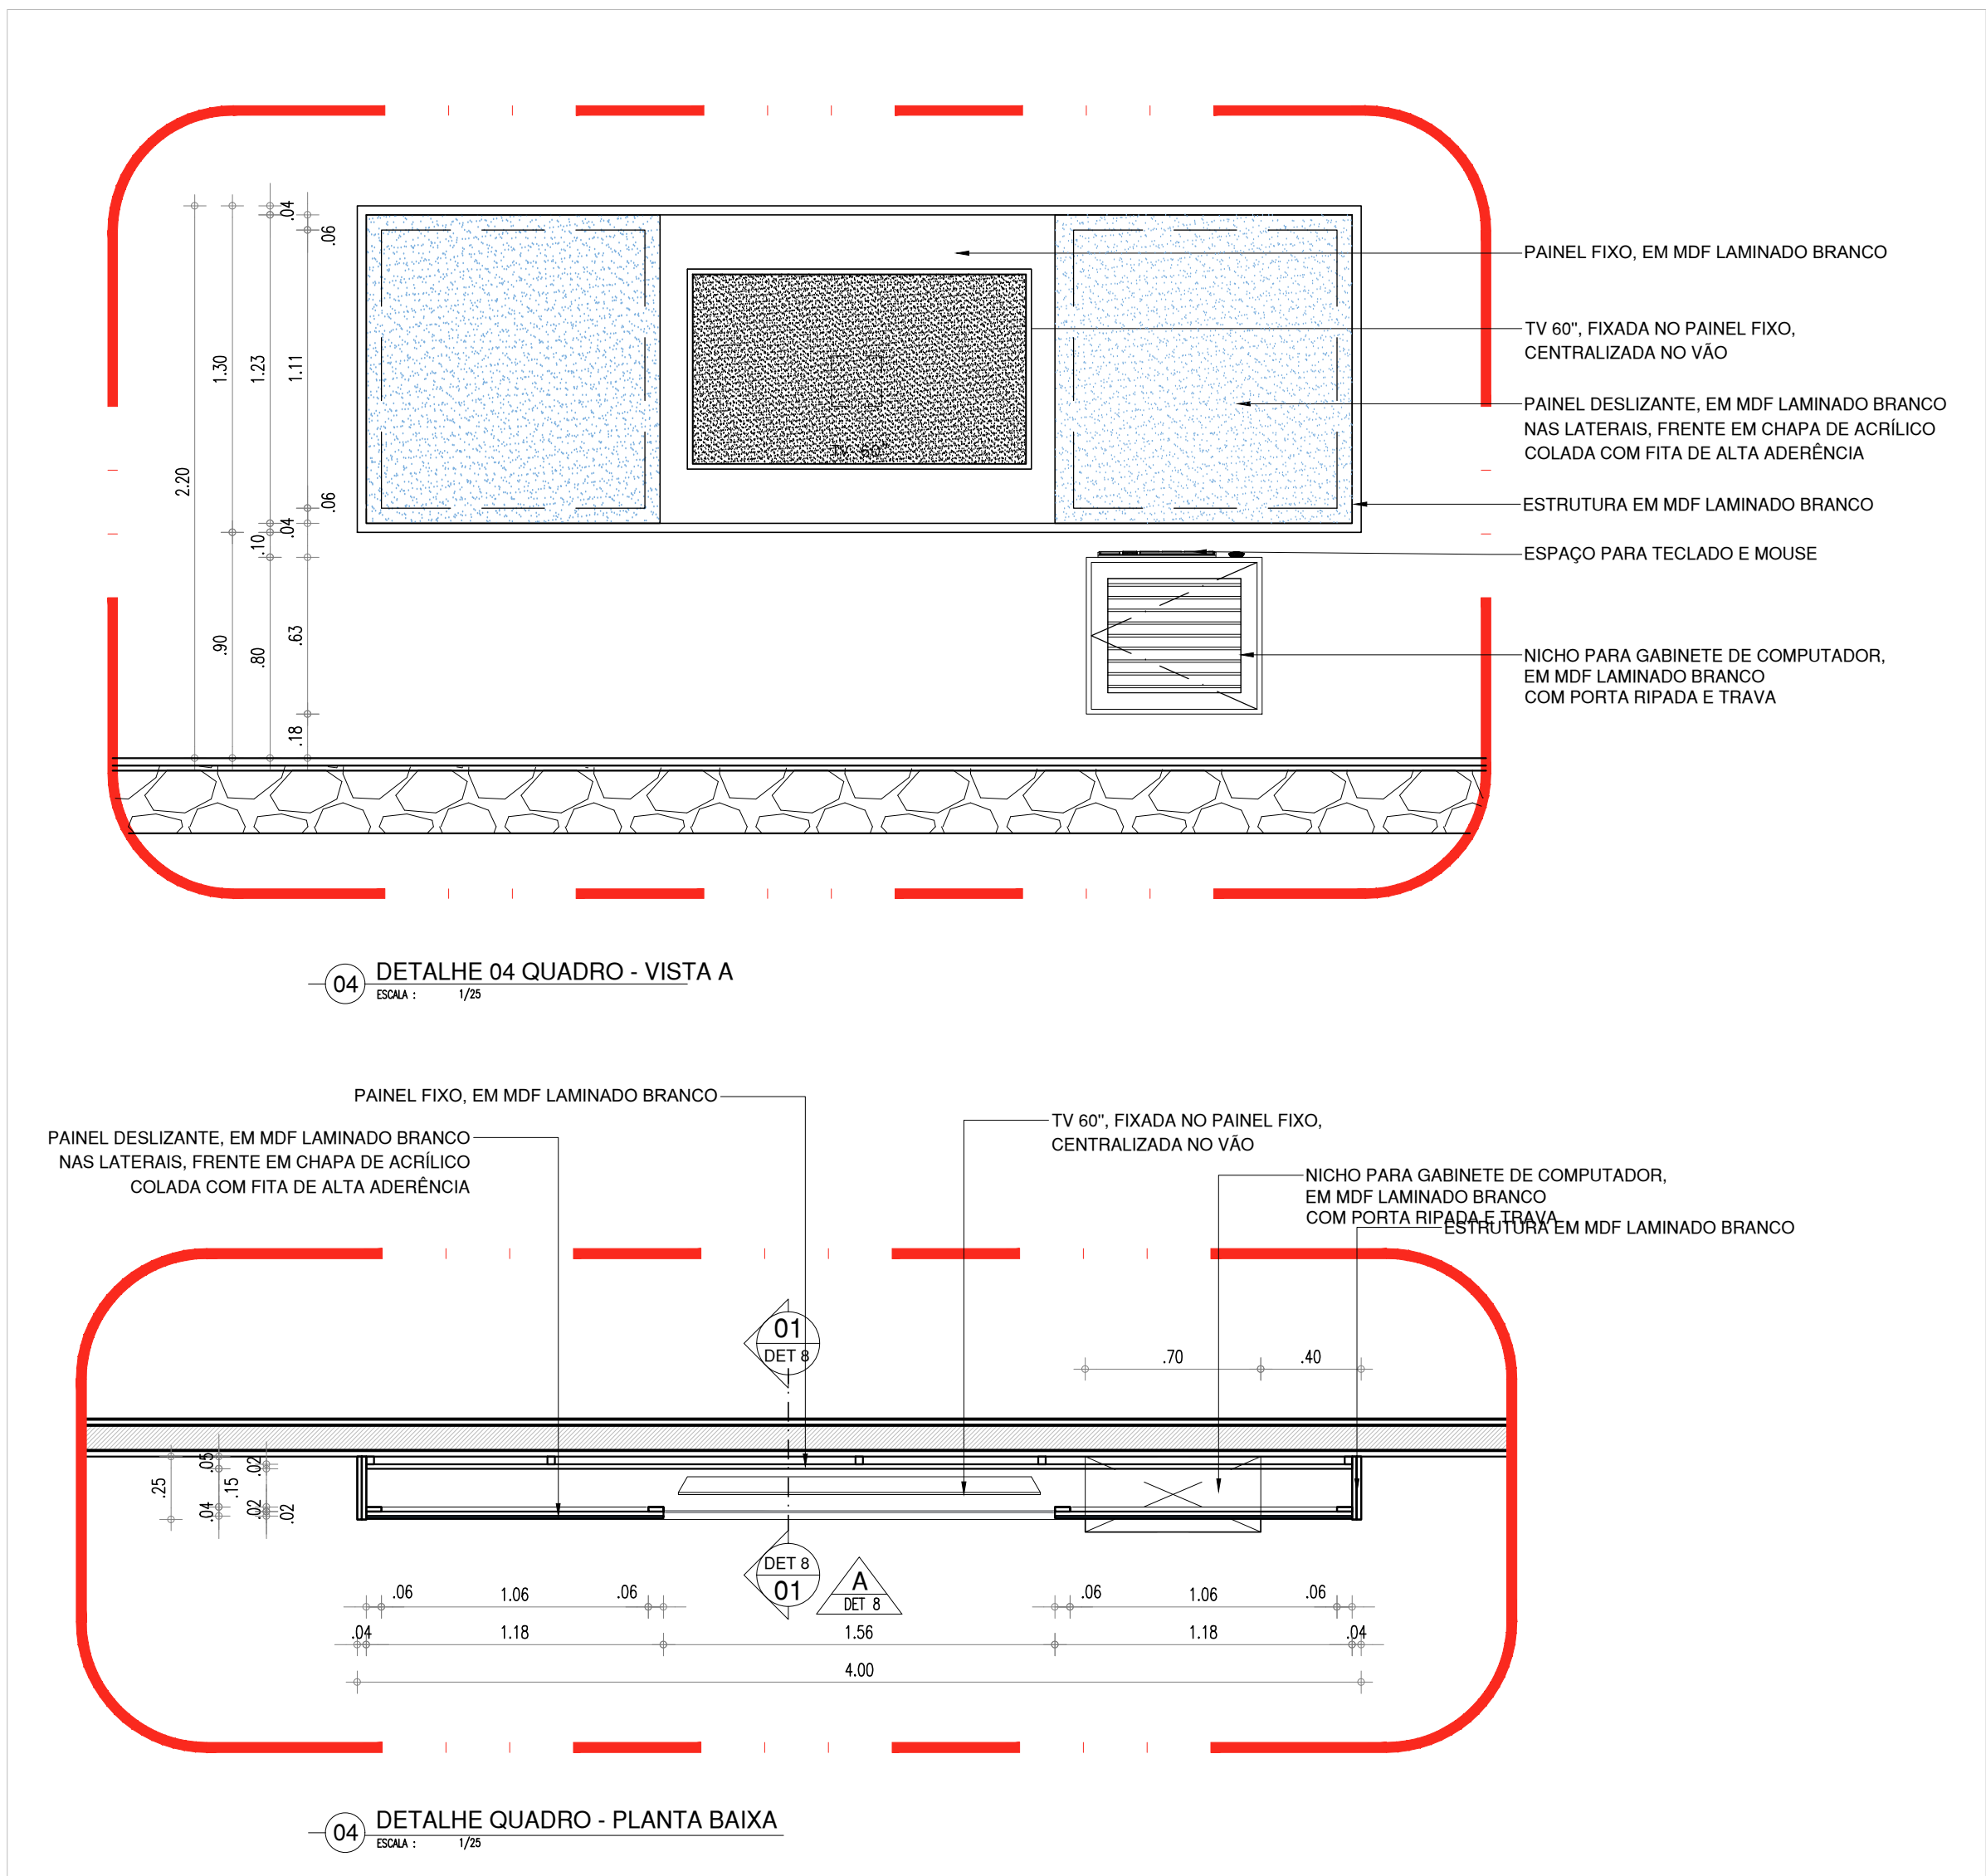 .04
.06
1.30
1.23
1.11
2.20
.06
.04
.10
.90
.80
.63
.18
TV 60"
PAINEL FIXO, EM MDF LAMINADO BRANCO
TV 60", FIXADA NO PAINEL FIXO,
CENTRALIZADA NO VÃO
PAINEL DESLIZANTE, EM MDF LAMINADO BRANCO
NAS LATERAIS, FRENTE EM CHAPA DE ACRÍLICO
COLADA COM FITA DE ALTA ADERÊNCIA
ESTRUTURA EM MDF LAMINADO BRANCO
ESPAÇO PARA TECLADO E MOUSE
NICHO PARA GABINETE DE COMPUTADOR,
EM MDF LAMINADO BRANCO
COM PORTA RIPADA E TRAVA
04 DETALHE 04 QUADRO - VISTA A
ESCALA : 1/25
PAINEL FIXO, EM MDF LAMINADO BRANCO
PAINEL DESLIZANTE, EM MDF LAMINADO BRANCO
NAS LATERAIS, FRENTE EM CHAPA DE ACRÍLICO
COLADA COM FITA DE ALTA ADERÊNCIA
TV 60", FIXADA NO PAINEL FIXO,
CENTRALIZADA NO VÃO
NICHO PARA GABINETE DE COMPUTADOR,
EM MDF LAMINADO BRANCO
COM PORTA RIPADA E TRAVA
ESTRUTURA EM MDF LAMINADO BRANCO
01
DET 8
.70 .40
.25
.05
.15
.04
.02
.02
.02
DET 8
01
A
DET 8
.06 1.06 .06 .06 1.06 .06
.04 1.18 1.56 1.18 .04
4.00
04 DETALHE QUADRO - PLANTA BAIXA
ESCALA : 1/25